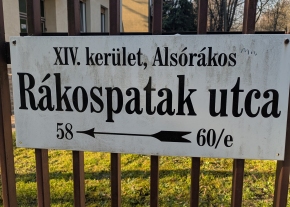 XIV. kerület, Alsórákos
Rákospatak utca
58 60/e